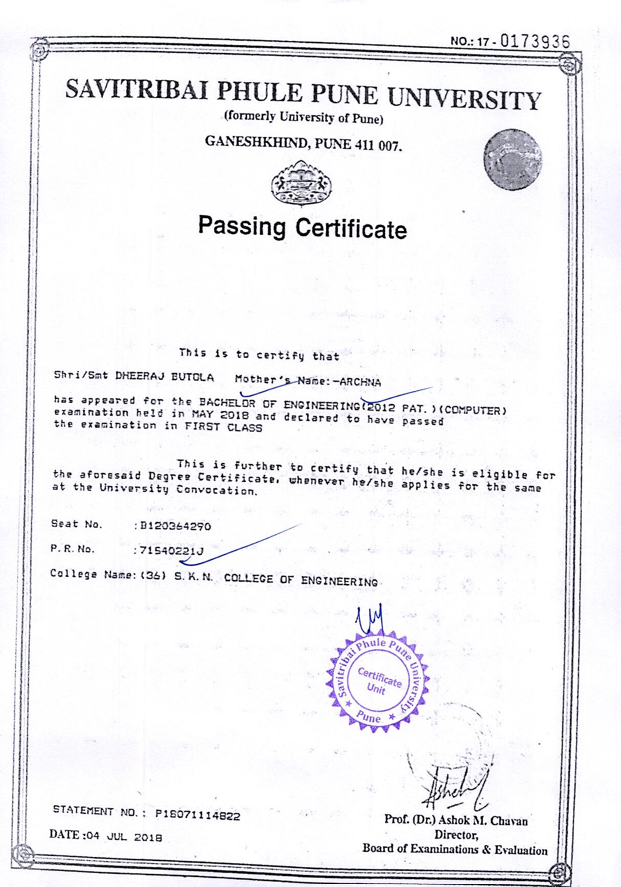 NO.: 17 - 0173936
SAVITRIBAI PHULE PUNE UNIVERSITY
(formerly University of Pune)
GANESHKHIND, PUNE 411 007.
Passing Certificate
This is to certify that
Shri/Smt DHEERAJ BUTOLA Mother's Name:-ARCHNA
has appeared for the BACHELOR OF ENGINEERING(2012 PAT.)(COMPUTER)
examination held in MAY 2018 and declared to have passed
the examination in FIRST CLASS
This is further to certify that he/she is eligible for
the aforesaid Degree Certificate, whenever he/she applies for the same
at the University Convocation.
Seat No. :B120364290
P.R.No. :71540221J
College Name:(36) S.K.N. COLLEGE OF ENGINEERING
Savitribai Phule Pune University
Certificate
Unit
Pune
STATEMENT NO.: P18071114822
DATE :04 JUL 2018
Prof. (Dr.) Ashok M. Chavan
Director,
Board of Examinations & Evaluation